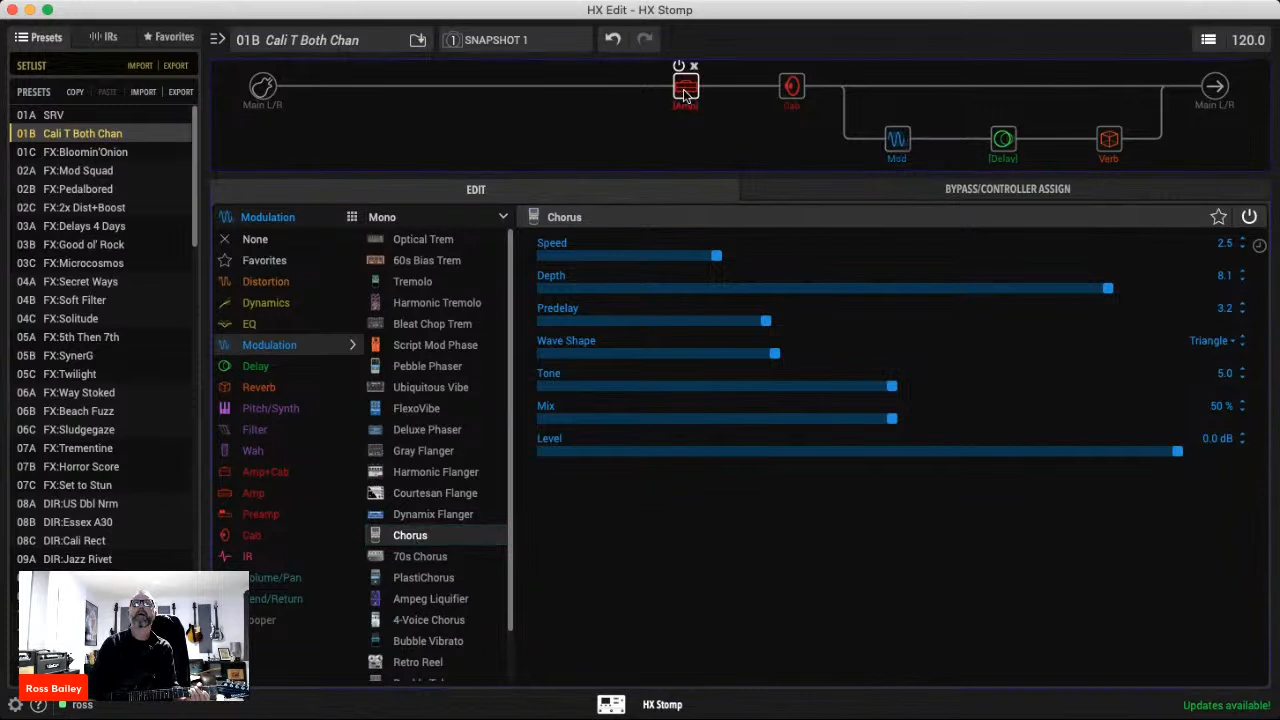 HX Edit - HX Stomp
Presets
IRs
Favorites
01B Cali T Both Chan
1 SNAPSHOT 1
120.0
SETLIST
IMPORT
EXPORT
PRESETS
COPY
PASTE
IMPORT
EXPORT
01A SRV
01B Cali T Both Chan
01C FX:Bloomin'Onion
02A FX:Mod Squad
02B FX:Pedalbored
02C FX:2x Dist+Boost
03A FX:Delays 4 Days
03B FX:Good ol' Rock
03C FX:Microcosmos
04A FX:Secret Ways
04B FX:Soft Filter
04C FX:Solitude
05A FX:5th Then 7th
05B FX:SynerG
05C FX:Twilight
06A FX:Way Stoked
06B FX:Beach Fuzz
06C FX:Sludgegaze
07A FX:Trementine
07B FX:Horror Score
07C FX:Set to Stun
08A DIR:US Dbl Nrm
08B DIR:Essex A30
08C DIR:Cali Rect
09A DIR:Jazz Rivet
Main L/R
[Amp]
Cab
Main L/R
Mod
[Delay]
Verb
EDIT
BYPASS/CONTROLLER ASSIGN
Modulation
Mono
Chorus
None
Favorites
Distortion
Dynamics
EQ
Modulation
Delay
Reverb
Pitch/Synth
Filter
Wah
Amp+Cab
Amp
Preamp
Cab
IR
olume/Pan
end/Return
ooper
Optical Trem
60s Bias Trem
Tremolo
Harmonic Tremolo
Bleat Chop Trem
Script Mod Phase
Pebble Phaser
Ubiquitous Vibe
FlexoVibe
Deluxe Phaser
Gray Flanger
Harmonic Flanger
Courtesan Flange
Dynamix Flanger
Chorus
70s Chorus
PlastiChorus
Ampeg Liquifier
4-Voice Chorus
Bubble Vibrato
Retro Reel
Speed 2.5
Depth 8.1
Predelay 3.2
Wave Shape Triangle
Tone 5.0
Mix 50 %
Level 0.0 dB
Ross Bailey
? ross
HX Stomp
Updates available!